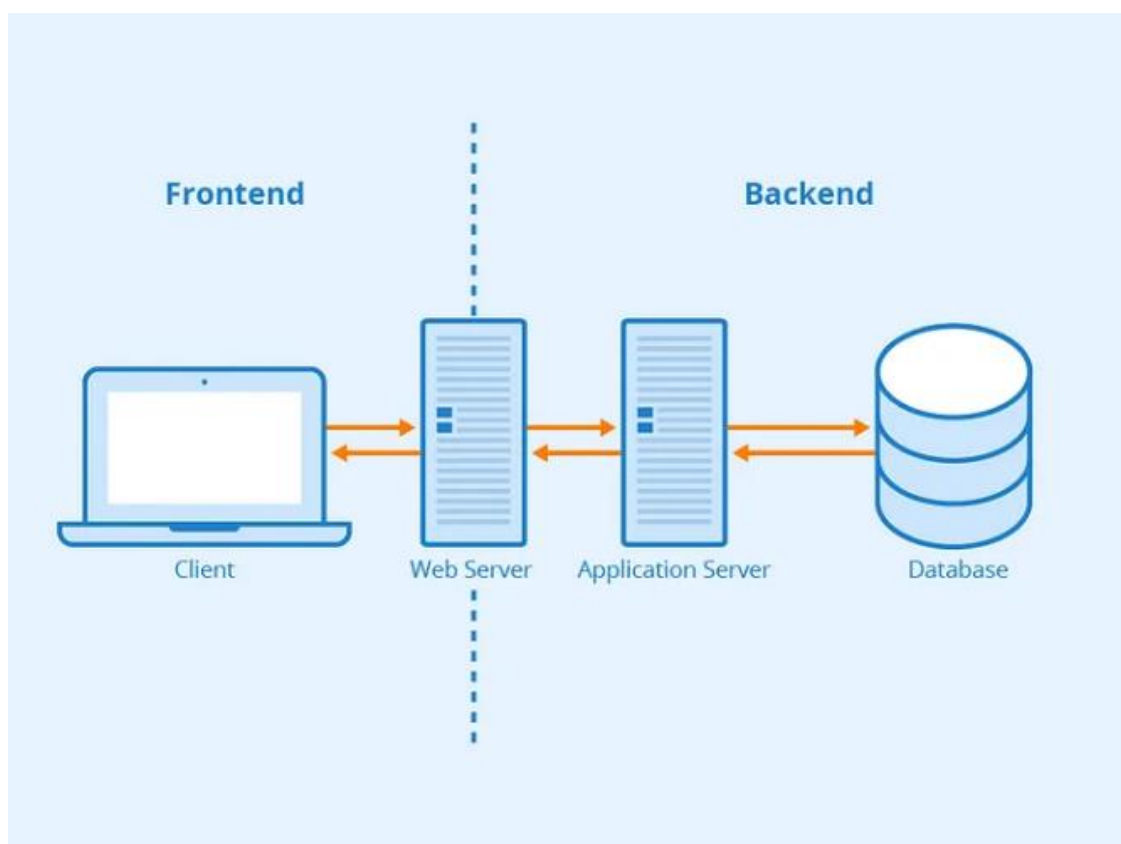 Frontend
Backend
Client
Web Server
Application Server
Database